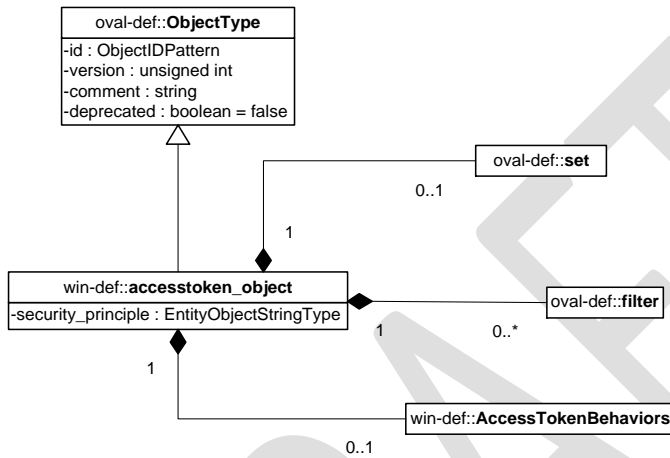 oval-def::ObjectType
-id : ObjectIDPattern
-version : unsigned int
-comment : string
-deprecated : boolean = false
oval-def::set
0..1
1
win-def::accesstoken_object
-security_principle : EntityObjectStringType
oval-def::filter
1
0..*
1
win-def::AccessTokenBehaviors
0..1